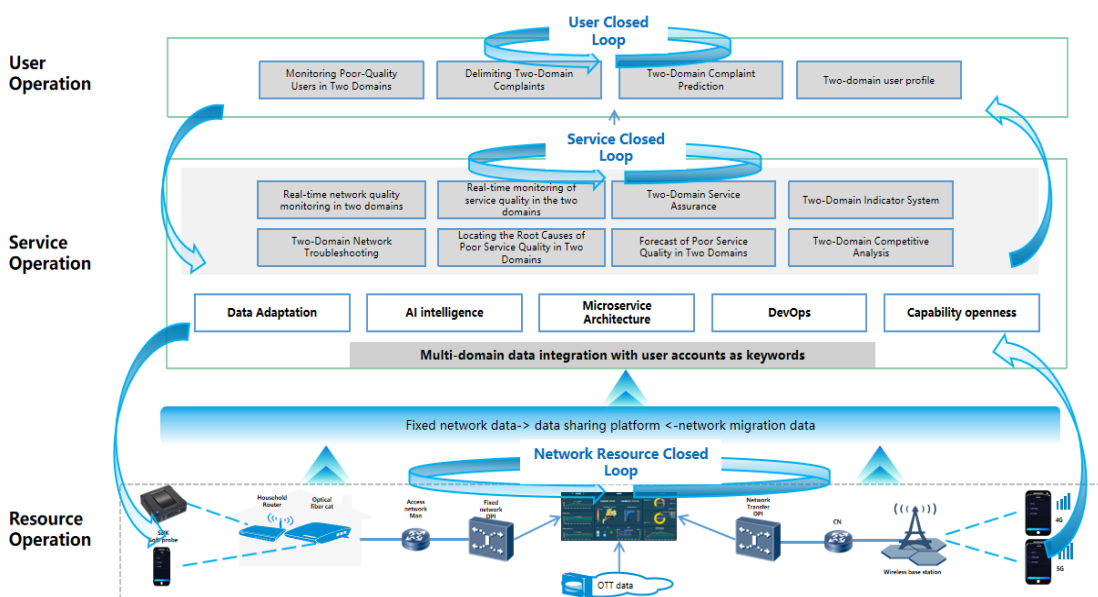 User Closed
Loop
User
Operation
Monitoring Poor-Quality
Users in Two Domains
Delimiting Two-Domain
Complaints
Two-Domain Complaint
Prediction
Two-domain user profile
Service Closed
Loop
Service
Operation
Real-time network quality
monitoring in two domains
Real-time monitoring of
service quality in the two
domains
Two-Domain Service
Assurance
Two-Domain Indicator System
Two-Domain Network
Troubleshooting
Locating the Root Causes of
Poor Service Quality in Two
Domains
Forecast of Poor Service
Quality in Two Domains
Two-Domain Competitive
Analysis
Data Adaptation
AI intelligence
Microservice
Architecture
DevOps
Capability openness
Multi-domain data integration with user accounts as keywords
Fixed network data-> data sharing platform <-network migration data
Network Resource Closed
Loop
Resource
Operation
Household
Router
Optical
fiber cat
Access
network
Man
Fixed
network
DPI
Network
Transfer
DPI
CN
Wireless base station
4G
5G
probe
OTT data